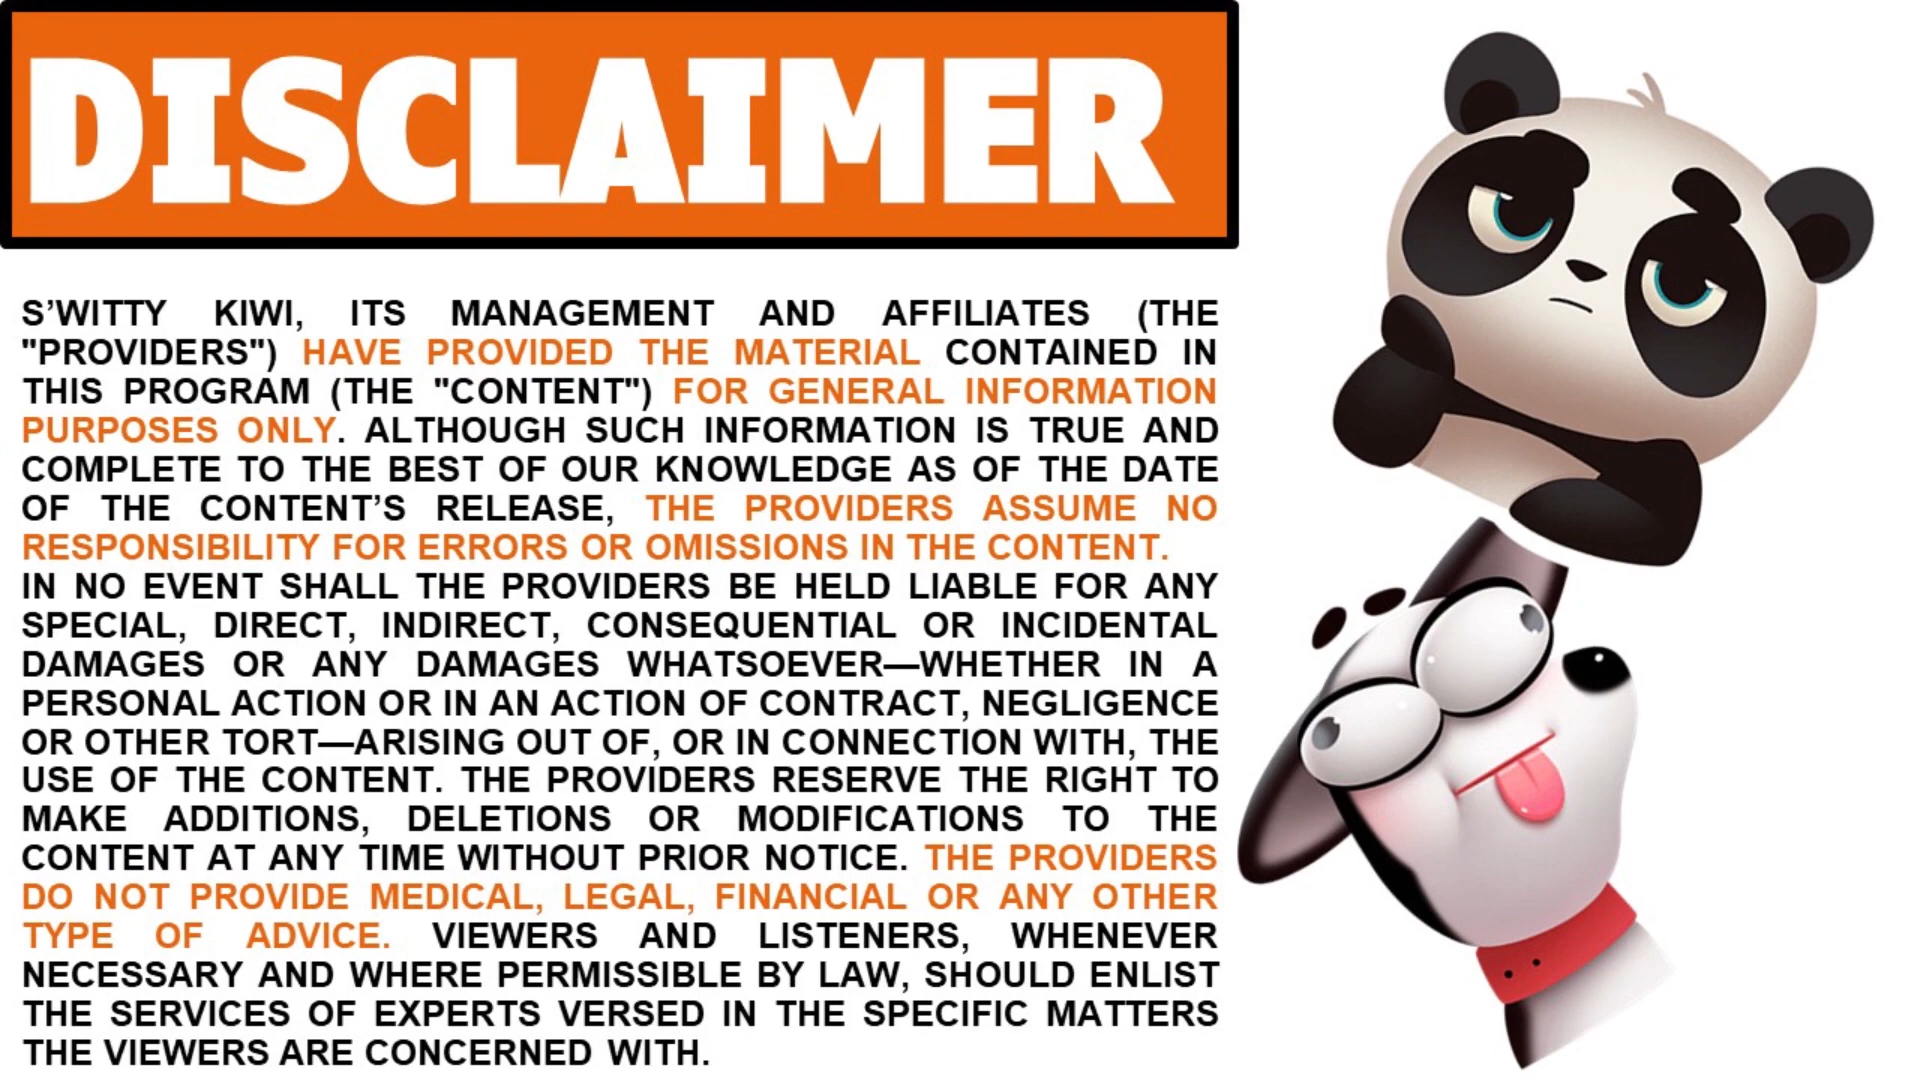 DISCLAIMER
S’WITTY KIWI, ITS MANAGEMENT AND AFFILIATES (THE
"PROVIDERS") HAVE PROVIDED THE MATERIAL CONTAINED IN
THIS PROGRAM (THE "CONTENT") FOR GENERAL INFORMATION
PURPOSES ONLY. ALTHOUGH SUCH INFORMATION IS TRUE AND
COMPLETE TO THE BEST OF OUR KNOWLEDGE AS OF THE DATE
OF THE CONTENT’S RELEASE, THE PROVIDERS ASSUME NO
RESPONSIBILITY FOR ERRORS OR OMISSIONS IN THE CONTENT.
IN NO EVENT SHALL THE PROVIDERS BE HELD LIABLE FOR ANY
SPECIAL, DIRECT, INDIRECT, CONSEQUENTIAL OR INCIDENTAL
DAMAGES OR ANY DAMAGES WHATSOEVER—WHETHER IN A
PERSONAL ACTION OR IN AN ACTION OF CONTRACT, NEGLIGENCE
OR OTHER TORT—ARISING OUT OF, OR IN CONNECTION WITH, THE
USE OF THE CONTENT. THE PROVIDERS RESERVE THE RIGHT TO
MAKE ADDITIONS, DELETIONS OR MODIFICATIONS TO THE
CONTENT AT ANY TIME WITHOUT PRIOR NOTICE. THE PROVIDERS
DO NOT PROVIDE MEDICAL, LEGAL, FINANCIAL OR ANY OTHER
TYPE OF ADVICE. VIEWERS AND LISTENERS, WHENEVER
NECESSARY AND WHERE PERMISSIBLE BY LAW, SHOULD ENLIST
THE SERVICES OF EXPERTS VERSED IN THE SPECIFIC MATTERS
THE VIEWERS ARE CONCERNED WITH.